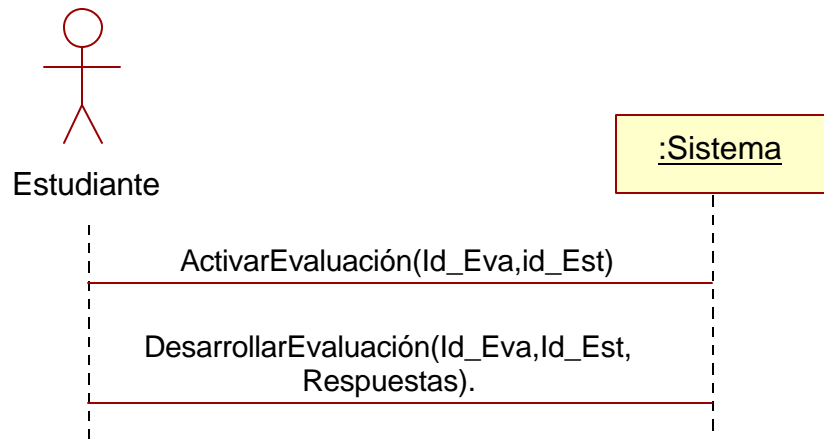 :Sistema
Estudiante
ActivarEvaluación(Id_Eva,id_Est)
DesarrollarEvaluación(Id_Eva,Id_Est,
Respuestas).